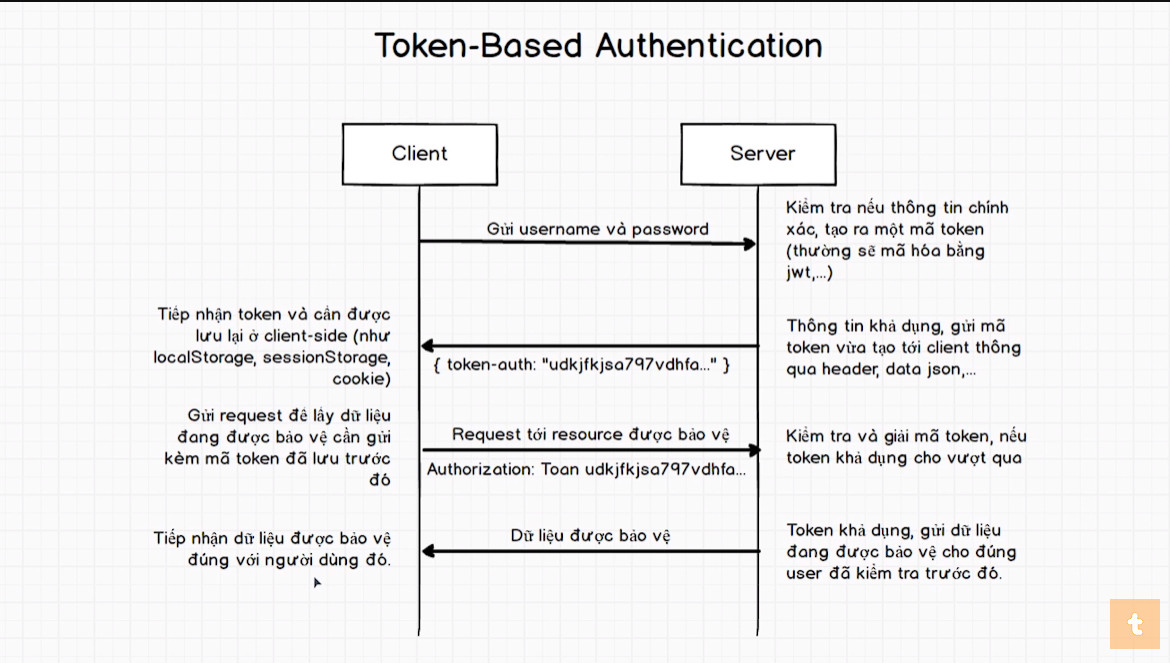 Token-Based Authentication
Client
Server
Gửi username và password
Kiểm tra nếu thông tin chính
xác, tạo ra một mã token
(thường sẽ mã hóa bằng
jwt,...)
Tiếp nhận token và cần được
lưu lại ở client-side (như
localStorage, sessionStorage,
cookie)
{ token-auth: "udkjfkjsa797vdhfa..." }
Thông tin khả dụng, gửi mã
token vừa tạo tới client thông
qua header, data json,...
Gửi request để lấy dữ liệu
đang được bảo vệ cần gửi
kèm mã token đã lưu trước
đó
Request tới resource được bảo vệ
Authorization: Toan udkjfkjsa797vdhfa...
Kiểm tra và giải mã token, nếu
token khả dụng cho vượt qua
Tiếp nhận dữ liệu được bảo vệ
đúng với người dùng đó.
Dữ liệu được bảo vệ
Token khả dụng, gửi dữ liệu
đang được bảo vệ cho đúng
user đã kiểm tra trước đó.
t